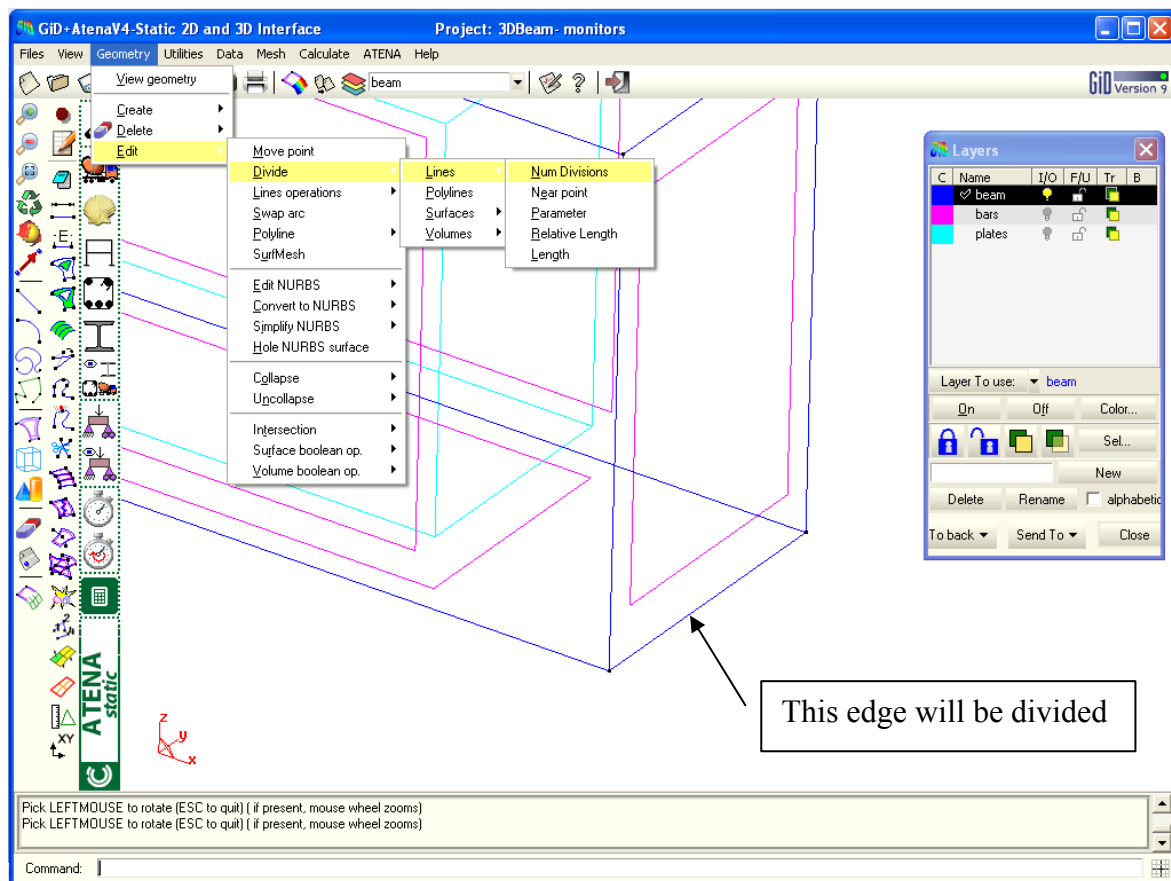 GiD+AtenaV4-Static 2D and 3D Interface Project: 3DBeam- monitors
Files View Geometry Utilities Data Mesh Calculate ATENA Help
beam
GiD Version 9
View geometry
Create
Delete
Edit
Move point
Divide
Lines operations
Swap arc
Polyline
SurfMesh
Edit NURBS
Convert to NURBS
Simplify NURBS
Hole NURBS surface
Collapse
Uncollapse
Intersection
Surface boolean op.
Volume boolean op.
Lines
Polylines
Surfaces
Volumes
Num Divisions
Near point
Parameter
Relative Length
Length
Layers
C Name I/O F/U Tr B
beam
bars
plates
Layer To use: beam
On Off Color...
Sel...
New
Delete Rename alphabetic
To back Send To Close
This edge will be divided
ATENA
static
z
y
x
XY
Pick LEFTMOUSE to rotate (ESC to quit) ( if present, mouse wheel zooms)
Pick LEFTMOUSE to rotate (ESC to quit) ( if present, mouse wheel zooms)
Command: